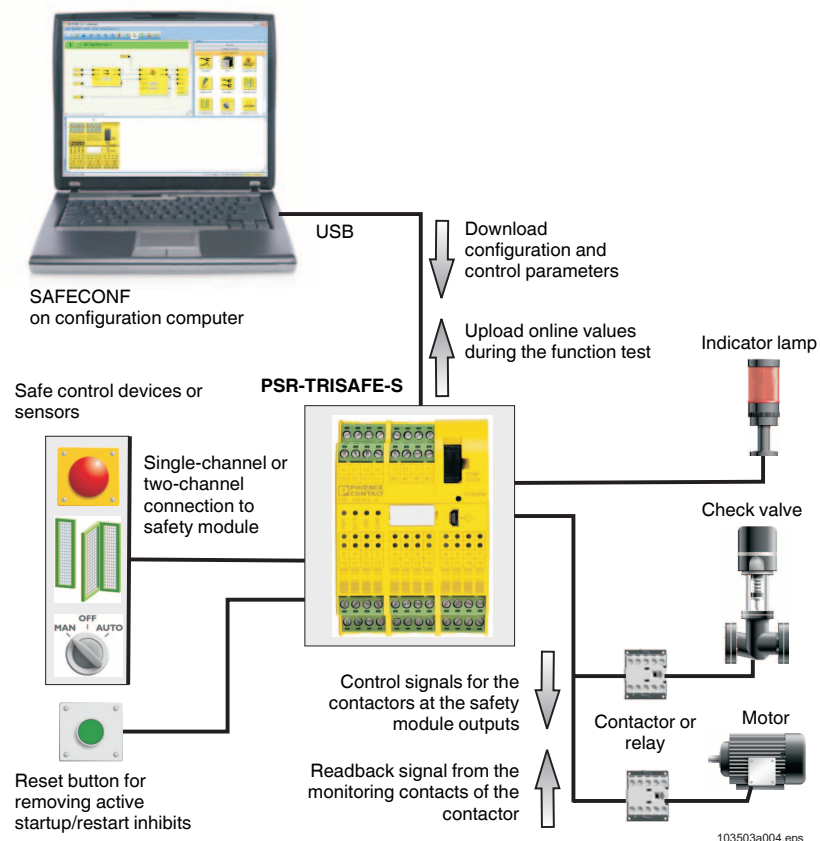 USB
Download
configuration and
control parameters
SAFECONF
on configuration computer
Upload online values
during the function test
Indicator lamp
PSR-TRISAFE-S
Safe control devices or
sensors
Single-channel or
two-channel
connection to
safety module
PHOENIX
CONTACT
Check valve
OFF
MAN
AUTO
Control signals for the
contactors at the safety
module outputs
Contactor or
relay
Motor
Reset button for
removing active
startup/restart inhibits
Readback signal from the
monitoring contacts of the
contactor
103503a004.eps